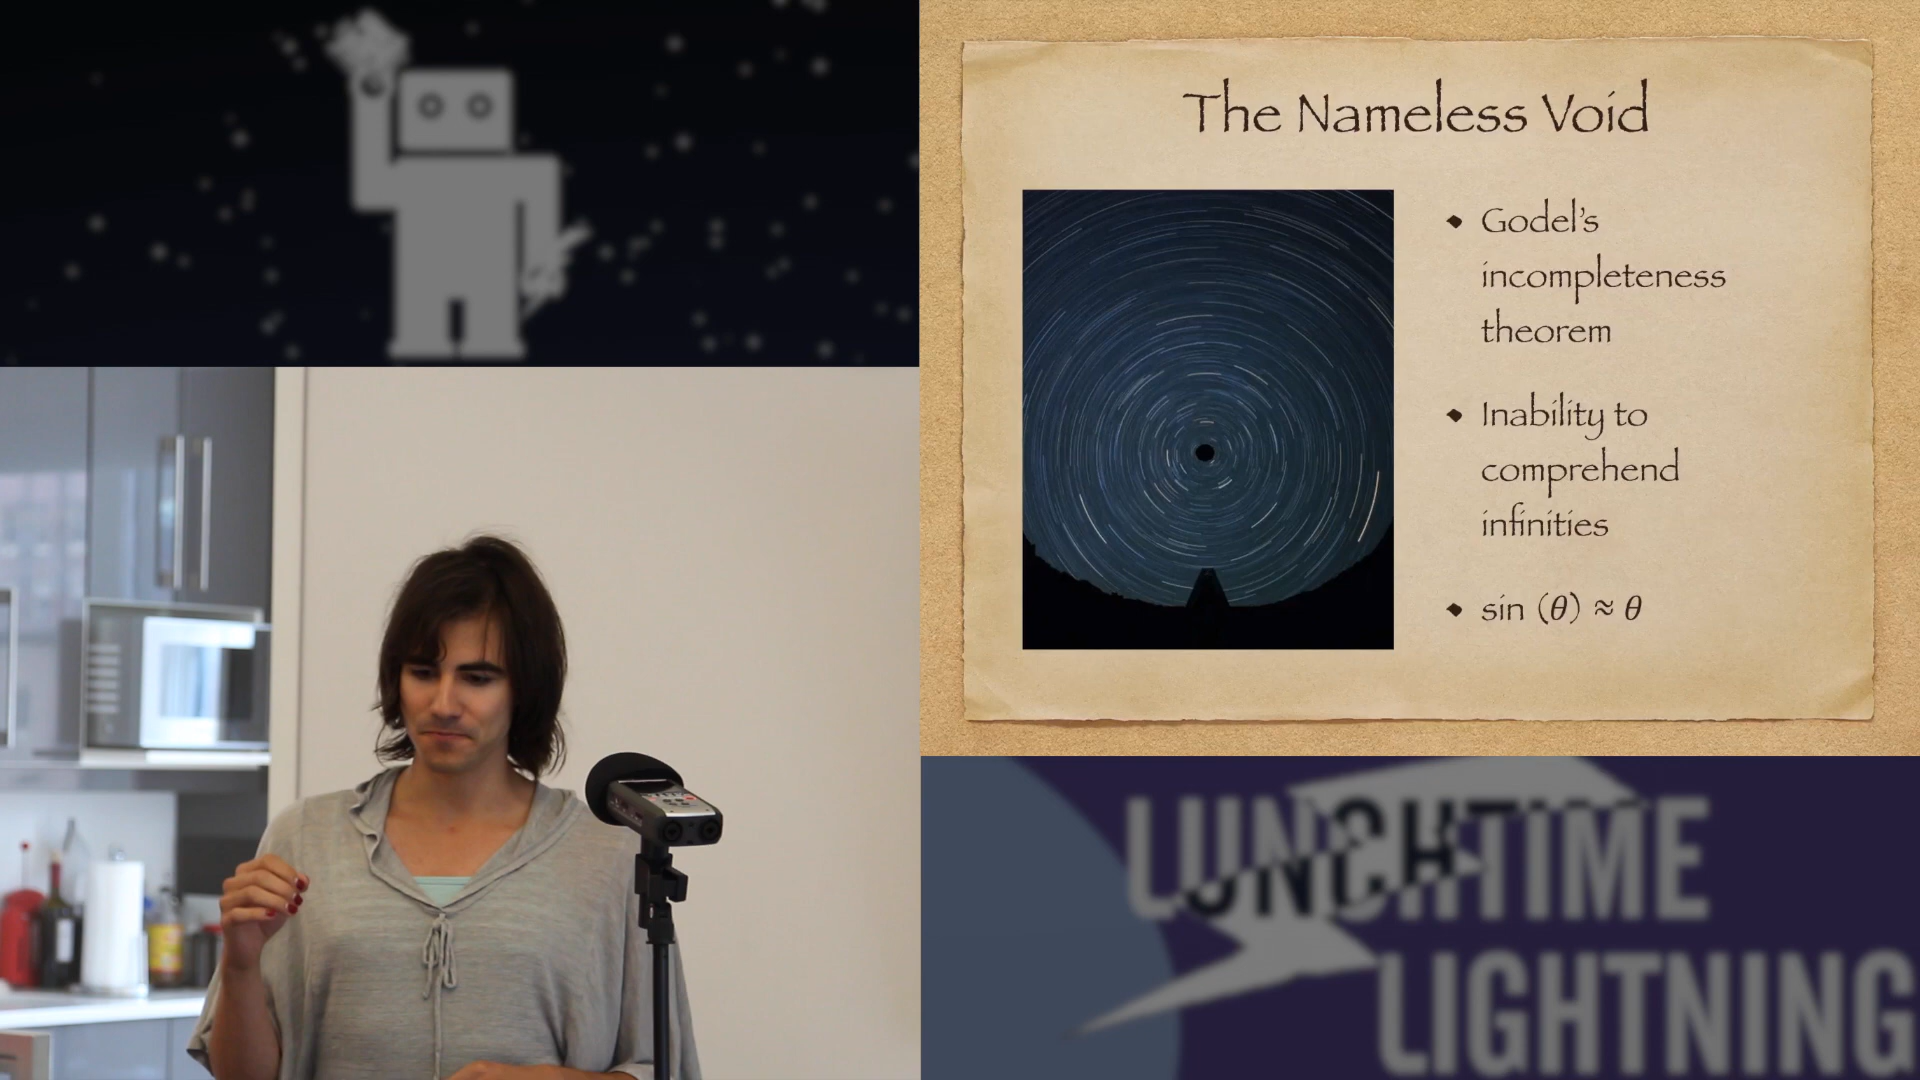 The Nameless Void
• Godel's
incompleteness
theorem
• Inability to
comprehend
infinities
• sin (θ) ≈ θ
LUNCHTIME
LIGHTNING